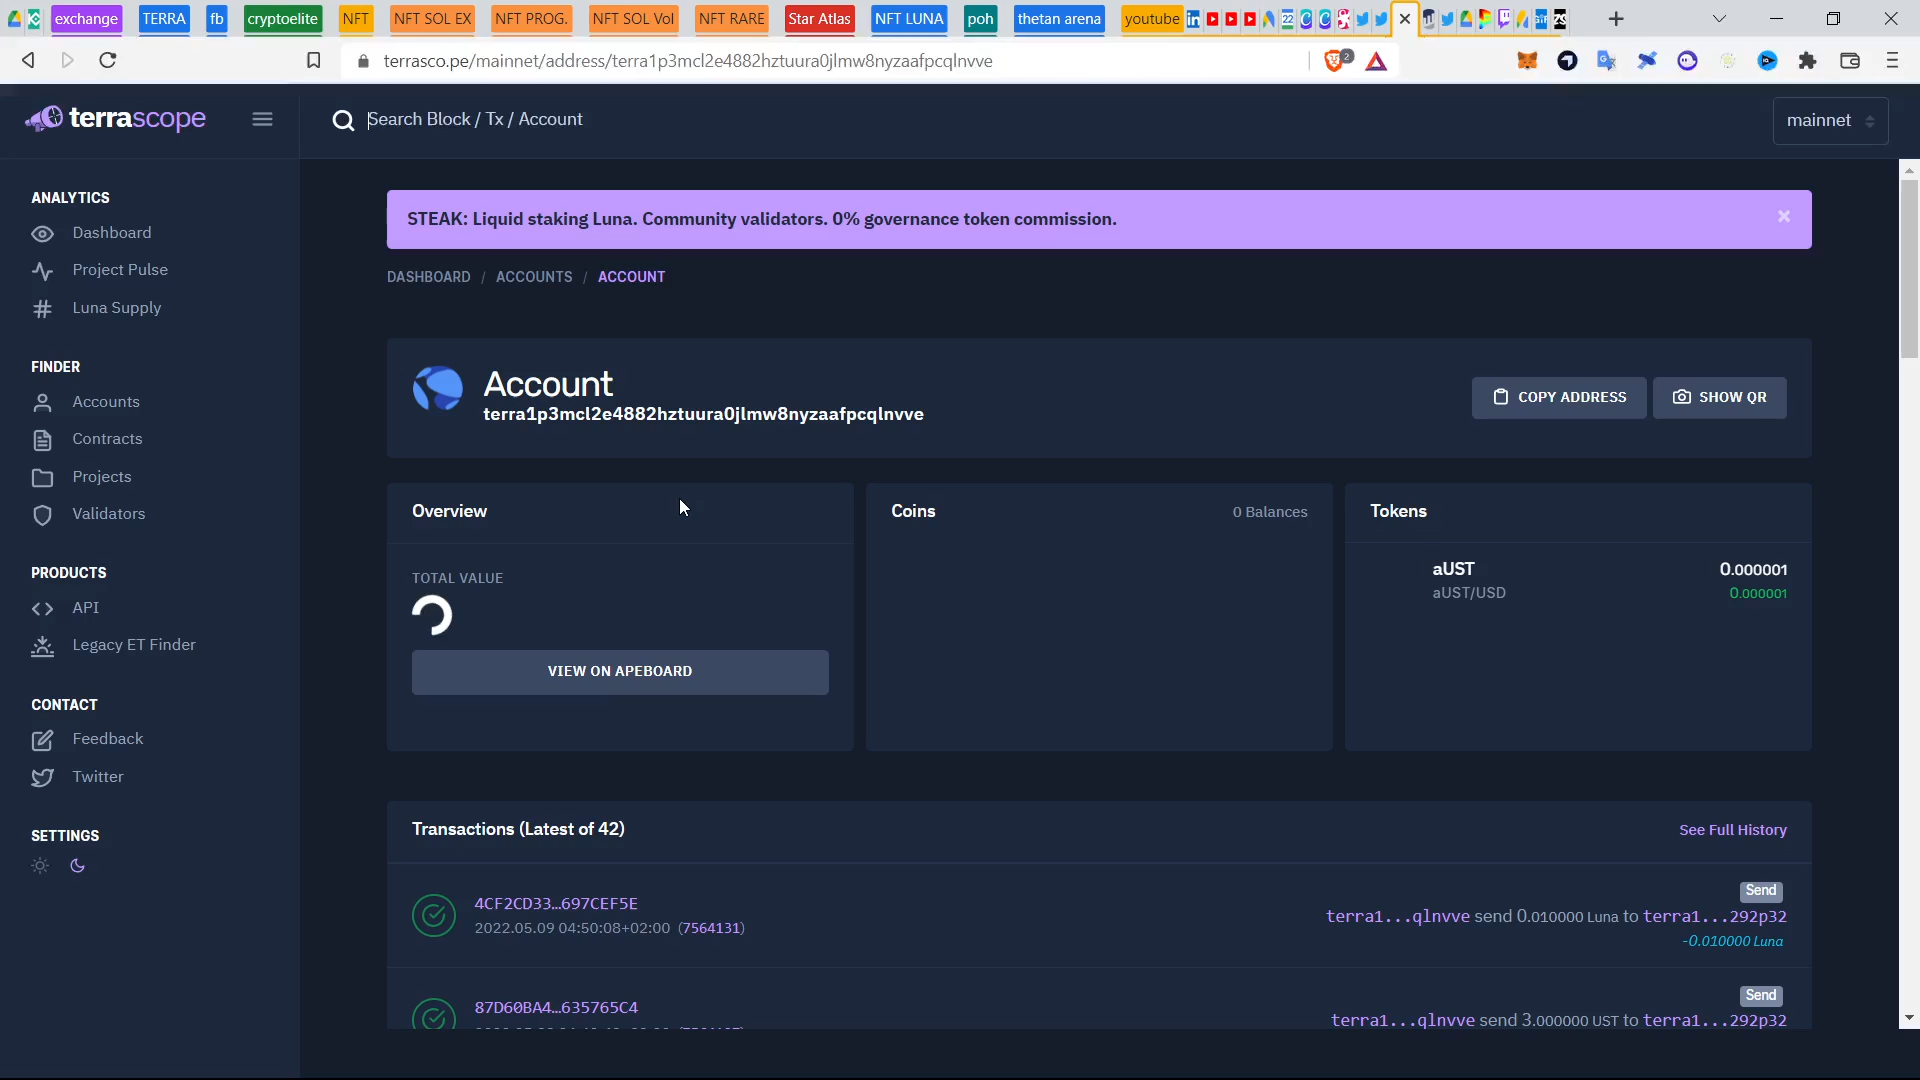 exchange TERRA fb cryptoelite NFT NFT SOL EX NFT PROG. NFT SOL Vol NFT RARE Star Atlas NFT LUNA poh thetan arena youtube
terrasco.pe/mainnet/address/terra1p3mcl2e4882hztuura0jlmw8nyzaafpcqlnvve
2
terrascope
Search Block / Tx / Account
mainnet
ANALYTICS
Dashboard
Project Pulse
Luna Supply
FINDER
Accounts
Contracts
Projects
Validators
PRODUCTS
API
Legacy ET Finder
CONTACT
Feedback
Twitter
SETTINGS
STEAK: Liquid staking Luna. Community validators. 0% governance token commission.
DASHBOARD / ACCOUNTS / ACCOUNT
Account
terra1p3mcl2e4882hztuura0jlmw8nyzaafpcqlnvve
COPY ADDRESS
SHOW QR
Overview
TOTAL VALUE
VIEW ON APEBOARD
Coins
0 Balances
Tokens
aUST
0.000001
aUST/USD
0.000001
Transactions (Latest of 42)
See Full History
4CF2CD33...697CEF5E
2022.05.09 04:50:08+02:00 (7564131)
Send
terra1...qlnvve send 0.010000 Luna to terra1...292p32
-0.010000 Luna
87D60BA4...635765C4
Send
terra1...qlnvve send 3.000000 UST to terra1...292p32